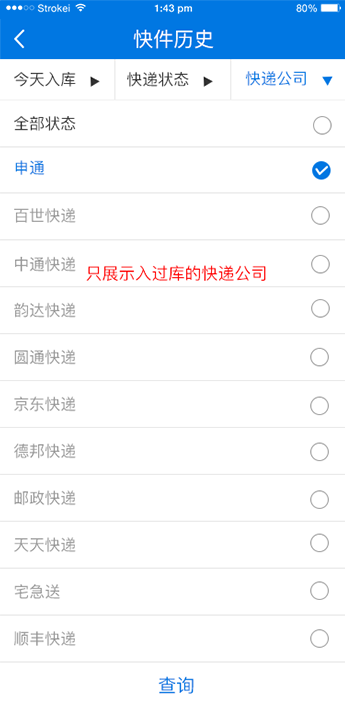 Strokei 1:43 pm 80%
快件历史
今天入库 快递状态 快递公司
全部状态
申通
百世快递
中通快递
只展示入过库的快递公司
韵达快递
圆通快递
京东快递
德邦快递
邮政快递
天天快递
宅急送
顺丰快递
查询